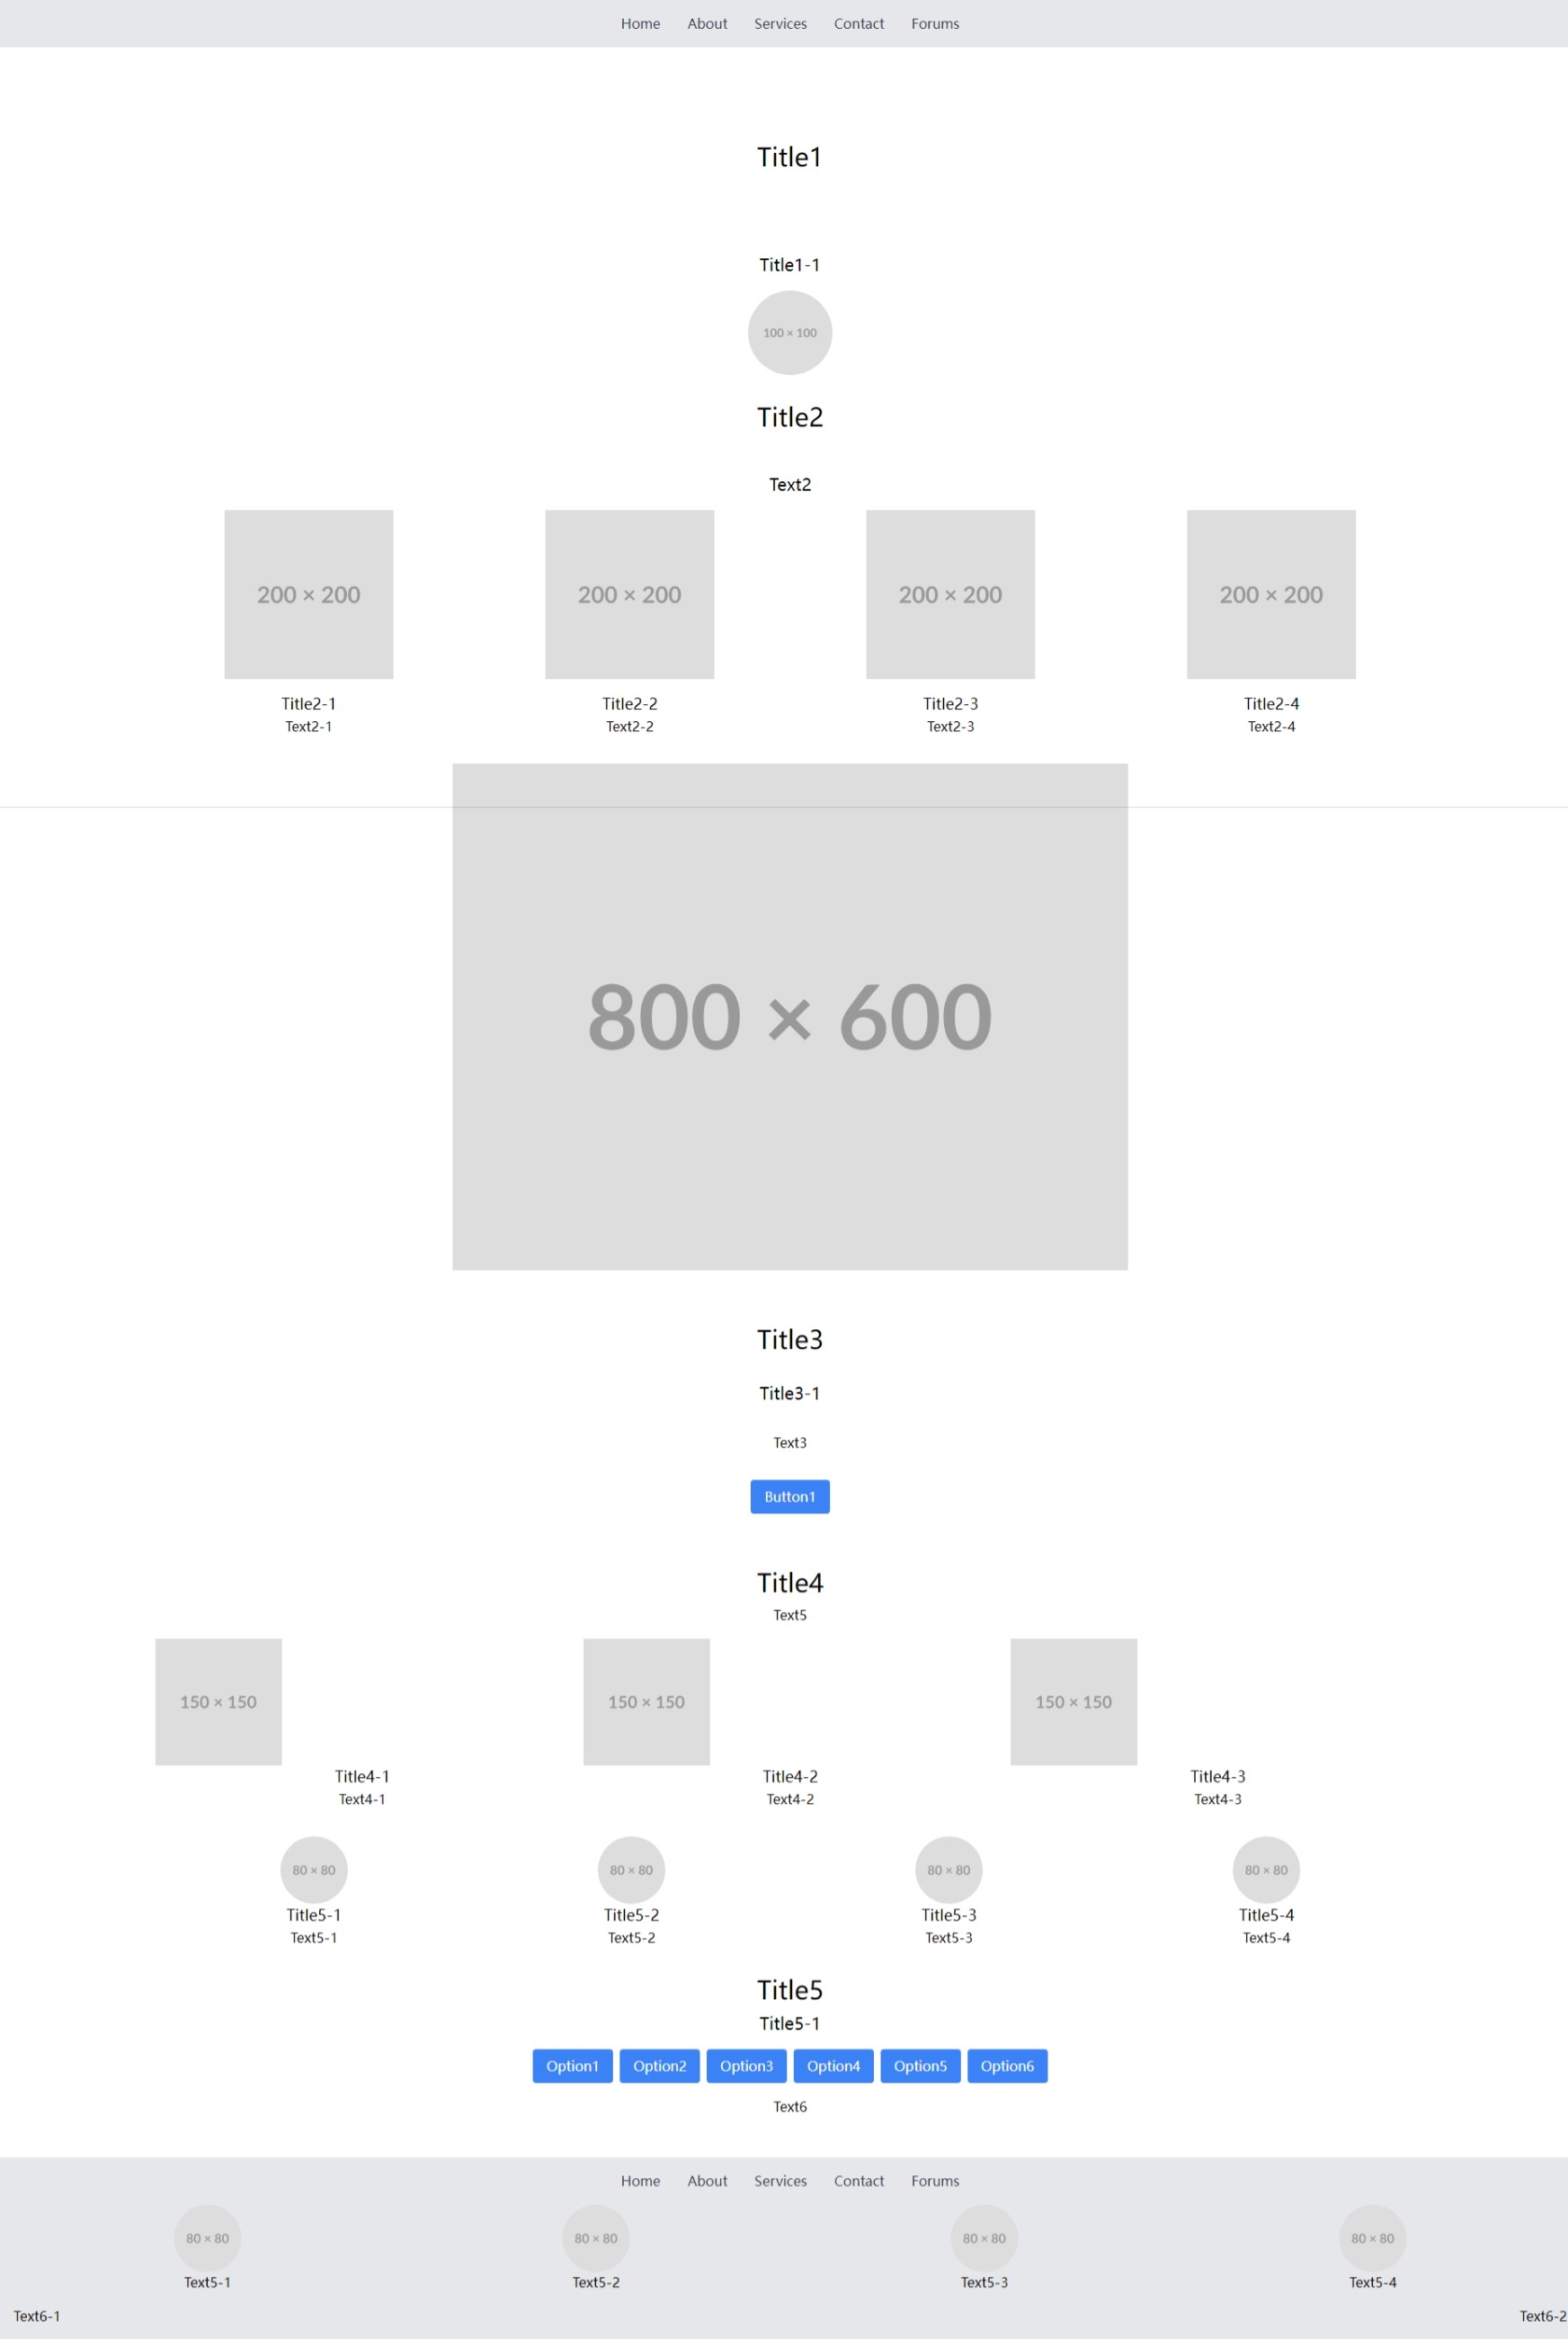 Home About Services Contact Forums
Title1
Title1-1
100 × 100
Title2
Text2
200 × 200 200 × 200 200 × 200 200 × 200
Title2-1 Title2-2 Title2-3 Title2-4
Text2-1 Text2-2 Text2-3 Text2-4
800 × 600
Title3
Title3-1
Text3
Button1
Title4
Text5
150 × 150 150 × 150 150 × 150
Title4-1 Title4-2 Title4-3
Text4-1 Text4-2 Text4-3
80 × 80 80 × 80 80 × 80 80 × 80
Title5-1 Title5-2 Title5-3 Title5-4
Text5-1 Text5-2 Text5-3 Text5-4
Title5
Title5-1
Option1 Option2 Option3 Option4 Option5 Option6
Text6
Home About Services Contact Forums
80 × 80 80 × 80 80 × 80 80 × 80
Text5-1 Text5-2 Text5-3 Text5-4
Text6-1 Text6-2